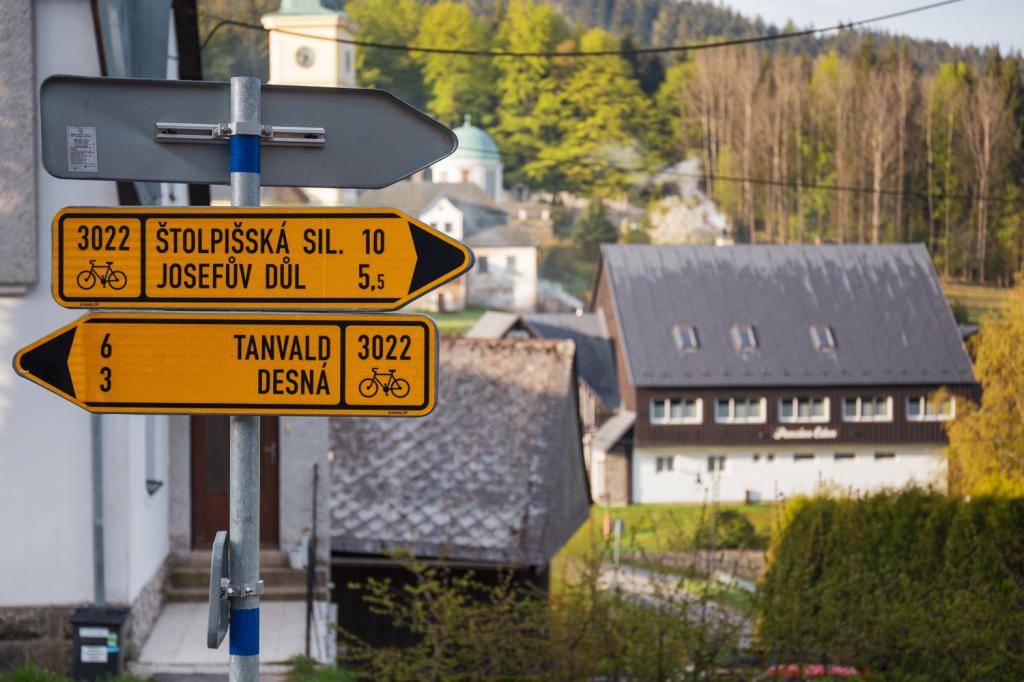 3022
ŠTOLPIŠSKÁ SIL. 10
JOSEFŮV DŮL 5,5
6 TANVALD 3022
3 DESNÁ